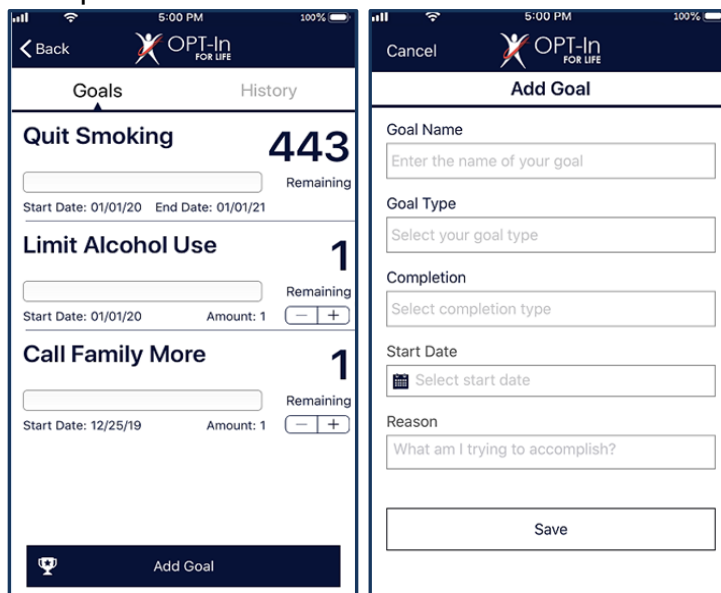 5:00 PM 100%
Back OPT-In
FOR LIFE
Goals History
Quit Smoking
443
Remaining
Start Date: 01/01/20 End Date: 01/01/21
Limit Alcohol Use
1
Remaining
Start Date: 01/01/20 Amount: 1 − +
Call Family More
1
Remaining
Start Date: 12/25/19 Amount: 1 − +
Add Goal
5:00 PM 100%
Cancel OPT-In
FOR LIFE
Add Goal
Goal Name
Enter the name of your goal
Goal Type
Select your goal type
Completion
Select completion type
Start Date
Select start date
Reason
What am I trying to accomplish?
Save